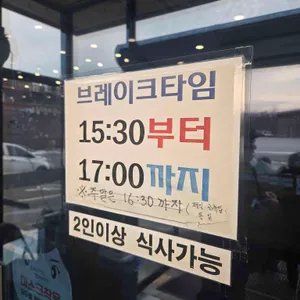 브레이크타임
15:30부터
17:00까지
※주말은 16:30까지
2인이상 식사가능